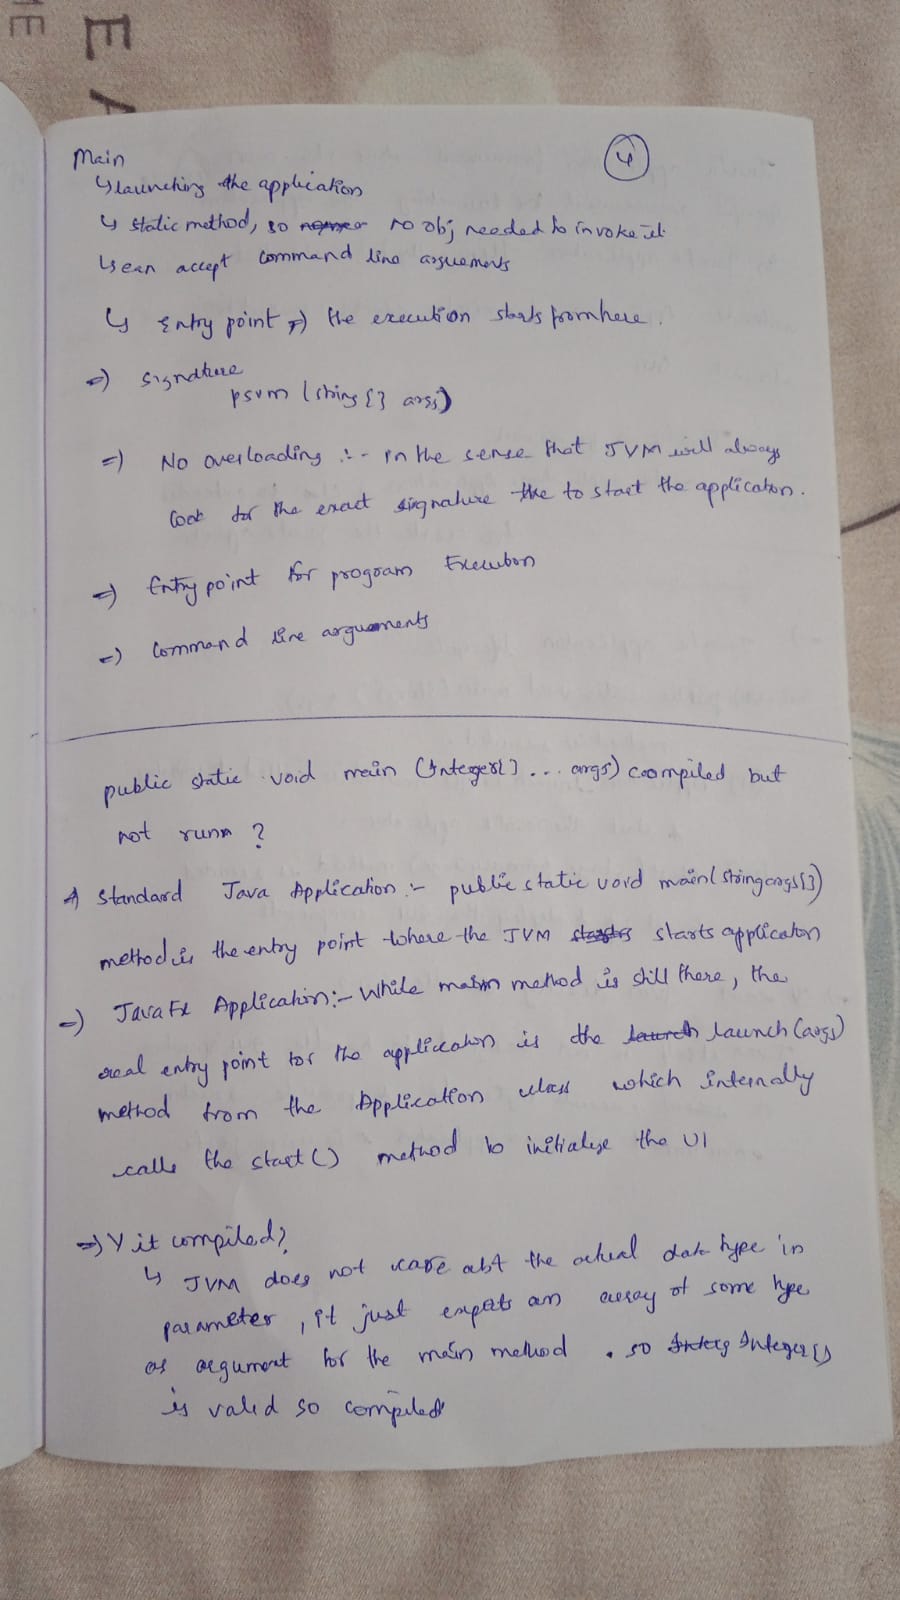 ME
E A
Main
④
↳ launching the application
↳ static method, so no obj needed to invoke it
↳ can accept command line arguements
↳ Entry point => the execution starts from here.
=> signature
psvm (string [] args)
=> No overloading :- in the sense that JVM will always
look for the exact signature to start the application.
=> Entry point for program Execution
=> Command line arguements
public static void main (Integer[] ... args) coompiled but
not runn ?
A Standard Java Application :- public static void main(string args[])
method is the entry point where the JVM starts application
=> JavaFx Application:- While main method is still there, the
real entry point for the application is the launch(args)
method from the Application class which internally
calls the start() method to initialize the UI
=> Y it compiled?
↳ JVM does not care abt the actual data type in
parameter, it just expets an array of some type
as argument for the main method . so Integer[]
is valid so compiled